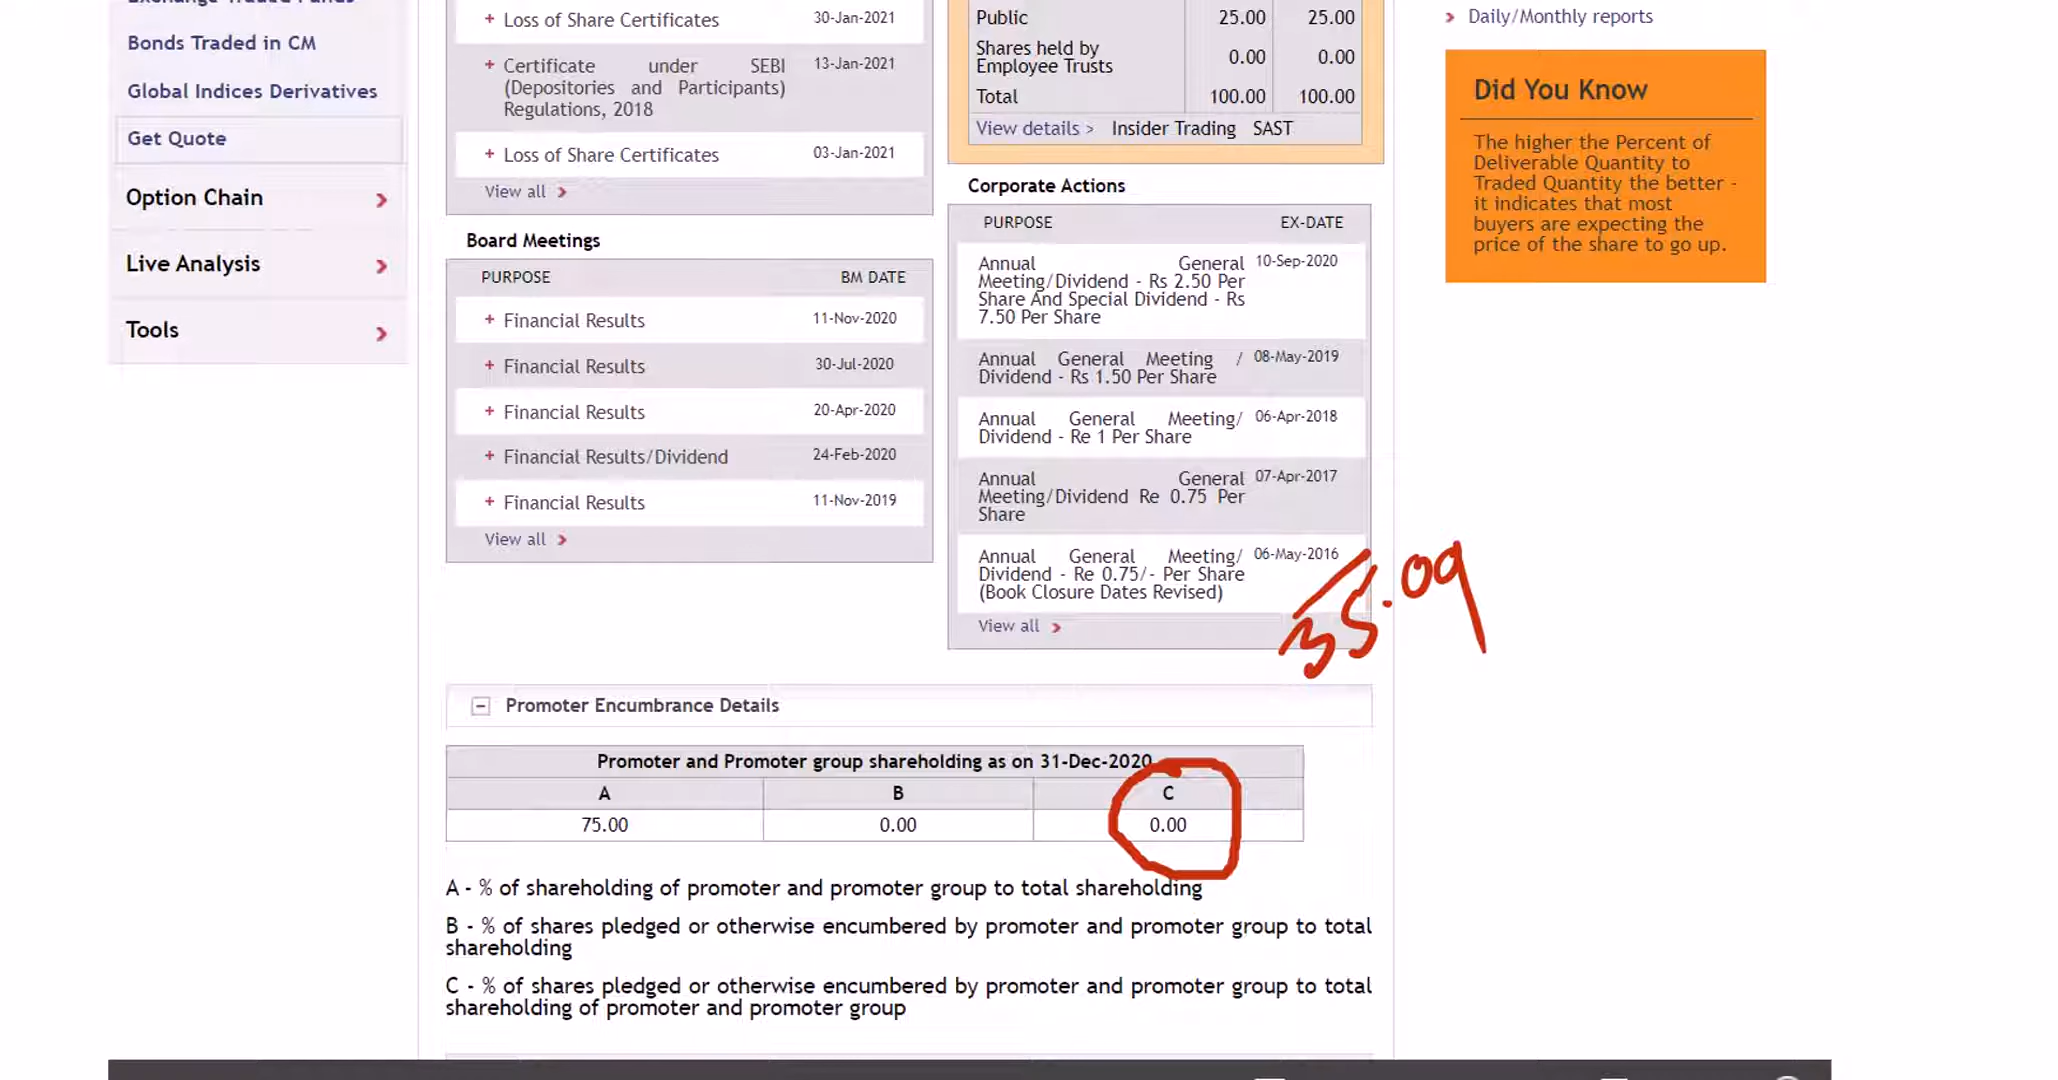 Bonds Traded in CM
Global Indices Derivatives
Get Quote
Option Chain
Live Analysis
Tools
+ Loss of Share Certificates 30-Jan-2021
+ Certificate under SEBI 13-Jan-2021
(Depositories and Participants)
Regulations, 2018
+ Loss of Share Certificates 03-Jan-2021
View all >
Board Meetings
PURPOSE BM DATE
+ Financial Results 11-Nov-2020
+ Financial Results 30-Jul-2020
+ Financial Results 20-Apr-2020
+ Financial Results/Dividend 24-Feb-2020
+ Financial Results 11-Nov-2019
View all >
Public 25.00 25.00
Shares held by
Employee Trusts 0.00 0.00
Total 100.00 100.00
View details > Insider Trading SAST
Corporate Actions
PURPOSE EX-DATE
Annual General 10-Sep-2020
Meeting/Dividend - Rs 2.50 Per
Share And Special Dividend - Rs
7.50 Per Share
Annual General Meeting / 08-May-2019
Dividend - Rs 1.50 Per Share
Annual General Meeting/ 06-Apr-2018
Dividend - Re 1 Per Share
Annual General 07-Apr-2017
Meeting/Dividend Re 0.75 Per
Share
Annual General Meeting/ 06-May-2016
Dividend - Re 0.75/- Per Share
(Book Closure Dates Revised)
View all >
35.09
> Daily/Monthly reports
Did You Know
The higher the Percent of
Deliverable Quantity to
Traded Quantity the better -
it indicates that most
buyers are expecting the
price of the share to go up.
Promoter Encumbrance Details
Promoter and Promoter group shareholding as on 31-Dec-2020
A B C
75.00 0.00 0.00
A - % of shareholding of promoter and promoter group to total shareholding
B - % of shares pledged or otherwise encumbered by promoter and promoter group to total
shareholding
C - % of shares pledged or otherwise encumbered by promoter and promoter group to total
shareholding of promoter and promoter group